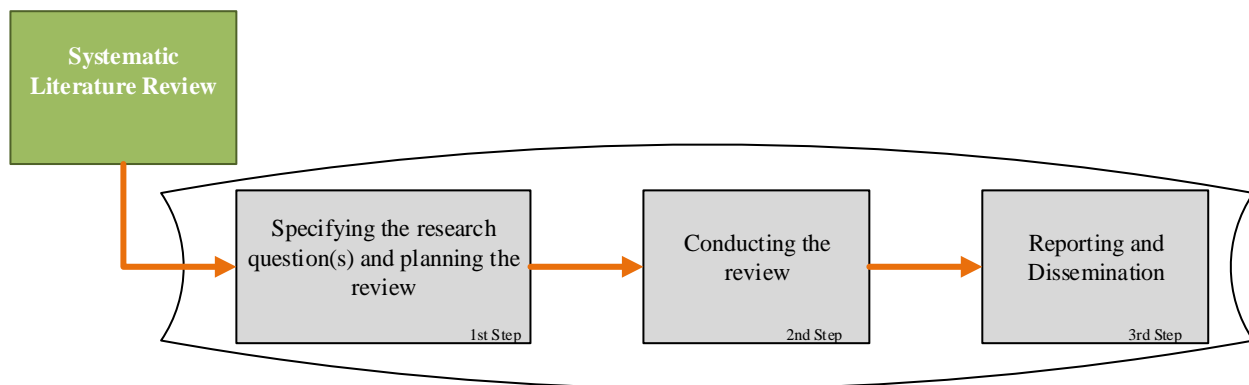 Systematic
Literature Review
Specifying the research
question(s) and planning the
review
1st Step
Conducting the
review
2nd Step
Reporting and
Dissemination
3rd Step